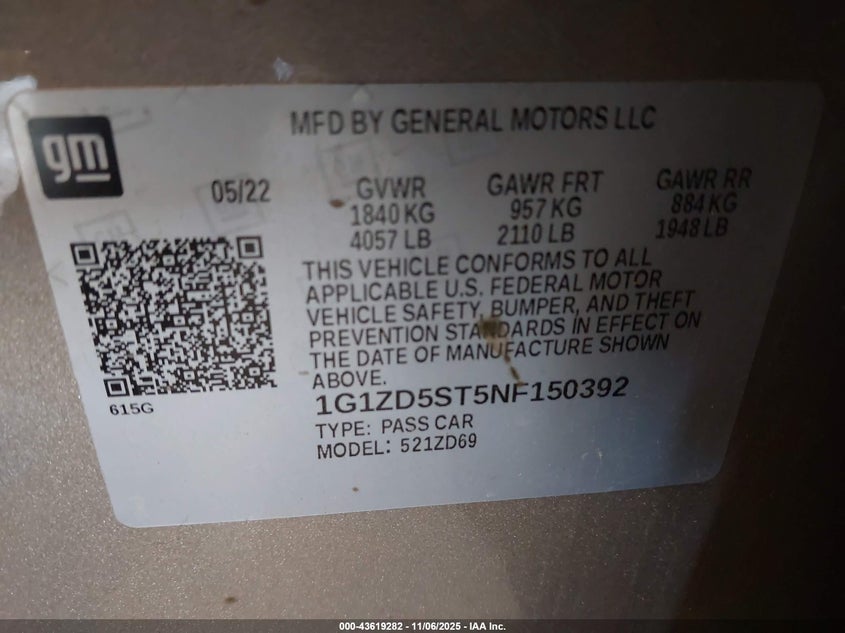 gm
MFD BY GENERAL MOTORS LLC
05/22
GVWR
1840 KG
4057 LB
GAWR FRT
957 KG
2110 LB
GAWR RR
884 KG
1948 LB
THIS VEHICLE CONFORMS TO ALL
APPLICABLE U.S. FEDERAL MOTOR
VEHICLE SAFETY, BUMPER, AND THEFT
PREVENTION STANDARDS IN EFFECT ON
THE DATE OF MANUFACTURE SHOWN
ABOVE.
615G
1G1ZD5ST5NF150392
TYPE: PASS CAR
MODEL: 521ZD69
000-43619282 - 11/06/2025 - IAA Inc.